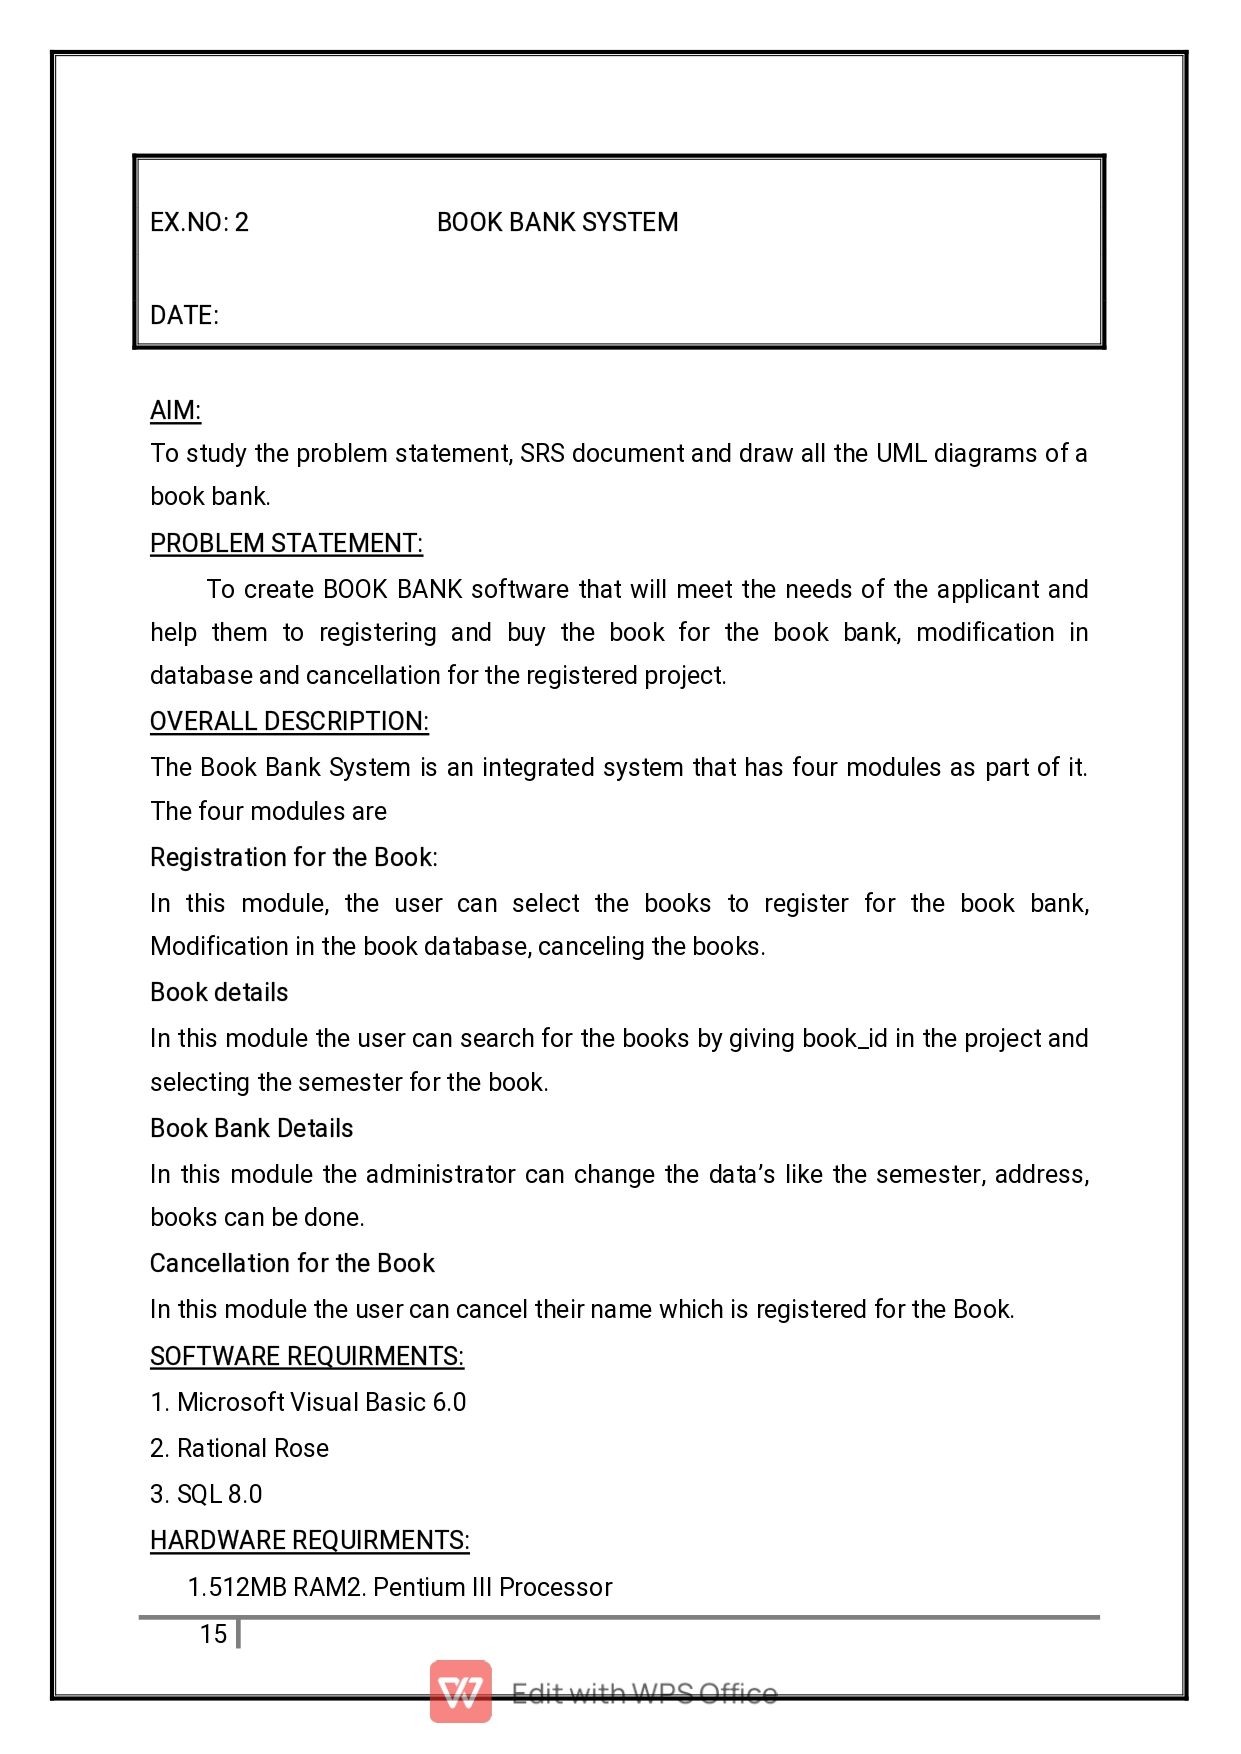 EX.NO: 2 BOOK BANK SYSTEM
DATE:
AIM:
To study the problem statement, SRS document and draw all the UML diagrams of a
book bank.
PROBLEM STATEMENT:
To create BOOK BANK software that will meet the needs of the applicant and
help them to registering and buy the book for the book bank, modification in
database and cancellation for the registered project.
OVERALL DESCRIPTION:
The Book Bank System is an integrated system that has four modules as part of it.
The four modules are
Registration for the Book:
In this module, the user can select the books to register for the book bank,
Modification in the book database, canceling the books.
Book details
In this module the user can search for the books by giving book_id in the project and
selecting the semester for the book.
Book Bank Details
In this module the administrator can change the data’s like the semester, address,
books can be done.
Cancellation for the Book
In this module the user can cancel their name which is registered for the Book.
SOFTWARE REQUIRMENTS:
1. Microsoft Visual Basic 6.0
2. Rational Rose
3. SQL 8.0
HARDWARE REQUIRMENTS:
1.512MB RAM2. Pentium III Processor
15
Edit with WPS Office